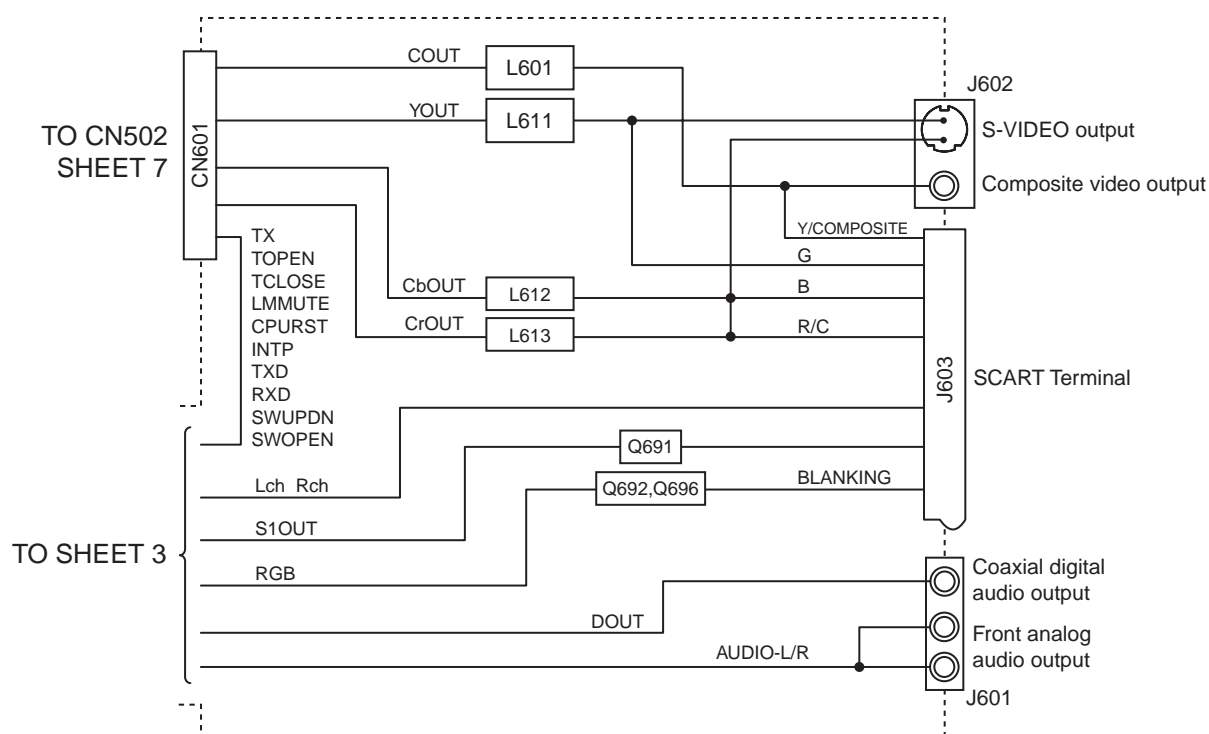 COUT
L601
J602
YOUT
L611
S-VIDEO output
TO CN502
SHEET 7
CN601
Composite video output
TX
TOPEN
TCLOSE
LMMUTE
CPURST
INTP
TXD
RXD
SWUPDN
SWOPEN
Y/COMPOSITE
G
CbOUT
L612
B
CrOUT
L613
R/C
J603
SCART Terminal
Q691
Lch Rch
Q692,Q696
BLANKING
S1OUT
TO SHEET 3
RGB
Coaxial digital
audio output
DOUT
Front analog
audio output
AUDIO-L/R
J601